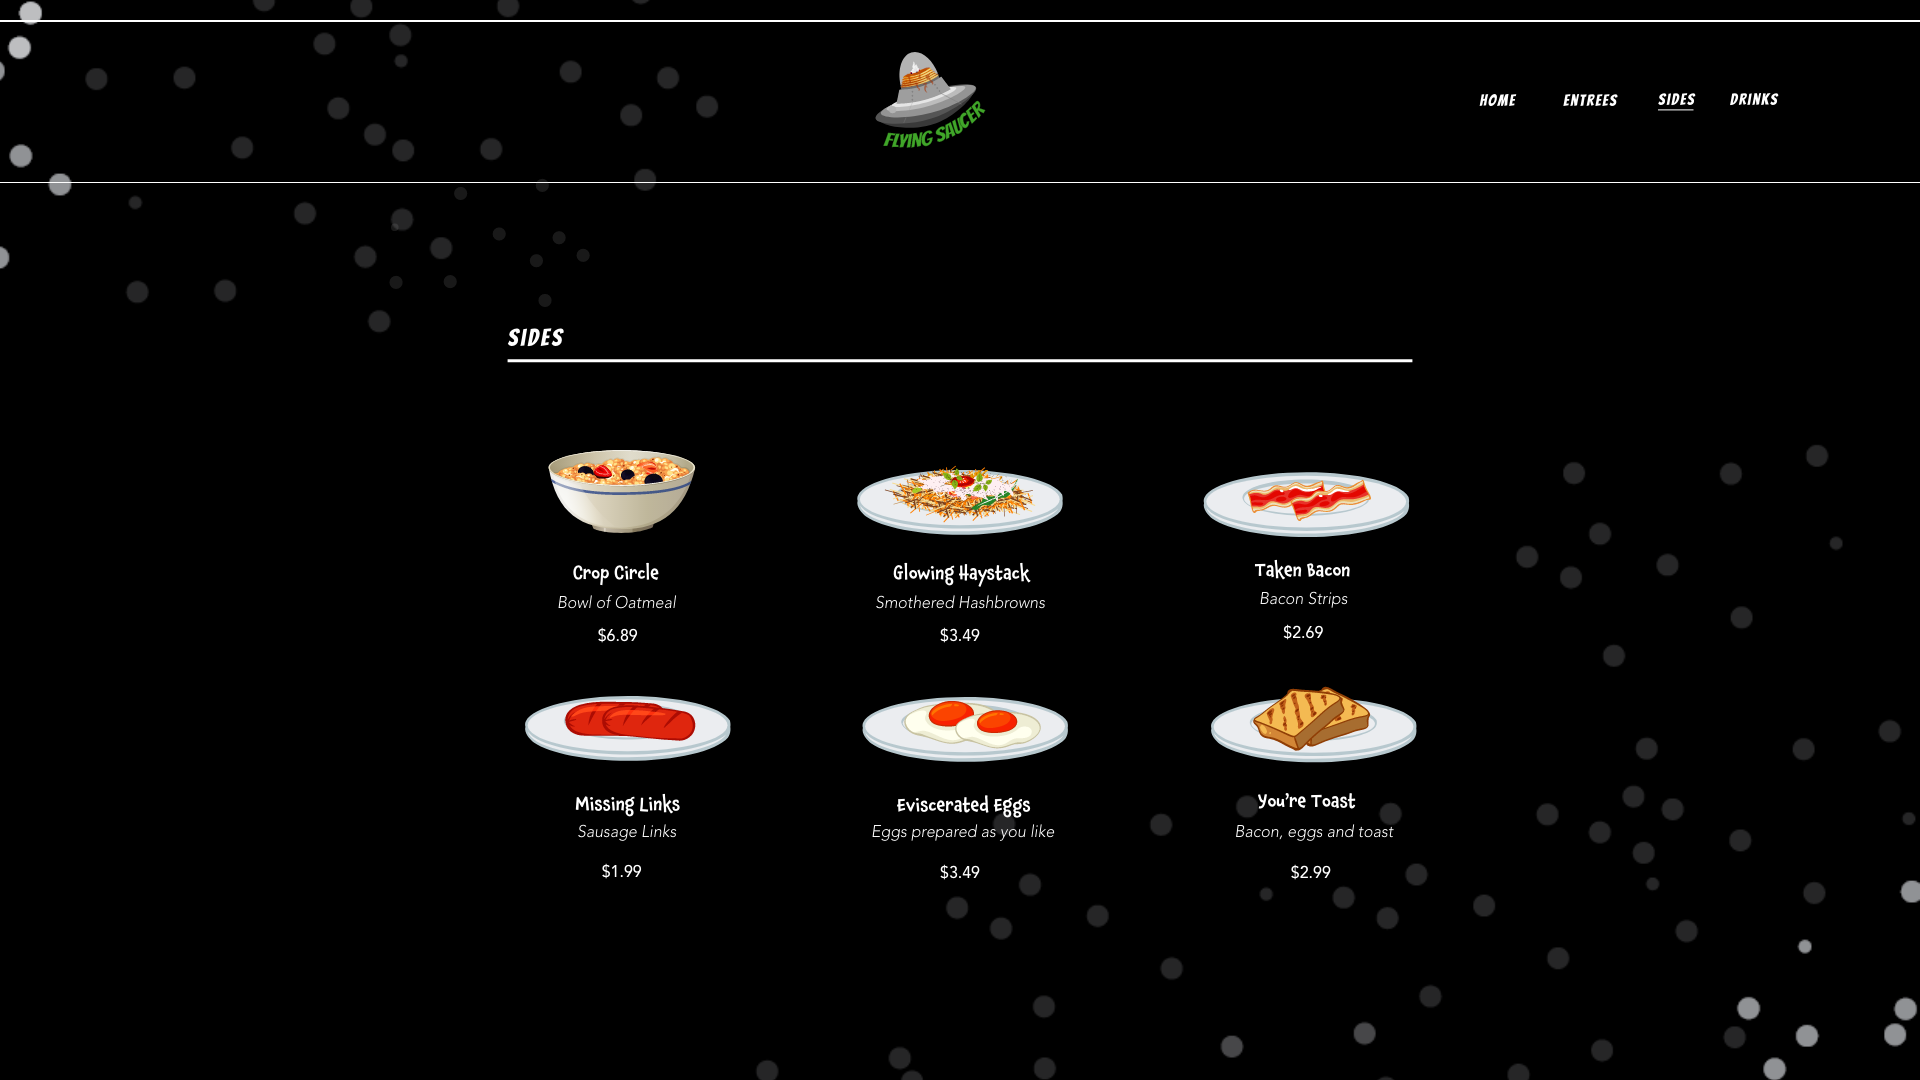 FLYING SAUCER
HOME ENTREES SIDES DRINKS
SIDES
Crop Circle
Bowl of Oatmeal
$6.89
Glowing Haystack
Smothered Hashbrowns
$3.49
Taken Bacon
Bacon Strips
$2.69
Missing Links
Sausage Links
$1.99
Eviscerated Eggs
Eggs prepared as you like
$3.49
You're Toast
Bacon, eggs and toast
$2.99